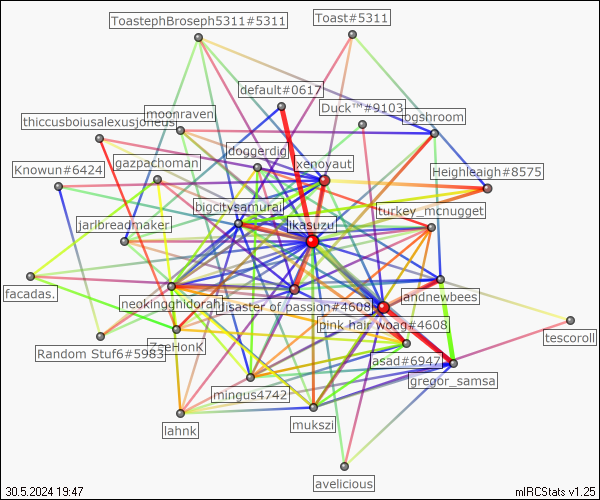 ToastephBroseph5311#5311
Toast#5311
default#0617
Duck™#9103
moonraven
bgshroom
thiccusboiusalexusjoneus
doggerdig
xenoyaut
gazpachoman
Knowun#6424
Heighleaigh#8575
bigcitysamurai
turkey_mcnugget
jarlbreadmaker
ikasuzu
facadas.
neokingghidorah
Disaster of passion#4608
andnewbees
pink hair woag#4608
tescoroll
Random Stuf6#5983
ZeeHonK
asad#6947
gregor_samsa
mingus4742
lahnk
mukszi
avelicious
30.5.2024 19:47
mIRCStats v1.25